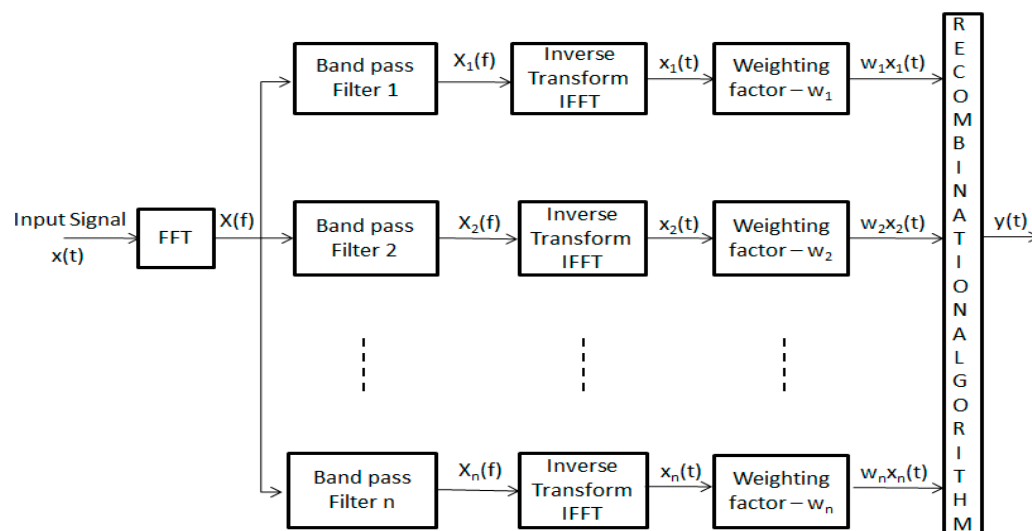 Input Signal
x(t)
FFT
X(f)
Band pass
Filter 1
X₁(f)
Inverse
Transform
IFFT
x₁(t)
Weighting
factor – w₁
w₁x₁(t)
Band pass
Filter 2
X₂(f)
Inverse
Transform
IFFT
x₂(t)
Weighting
factor – w₂
w₂x₂(t)
Band pass
Filter n
Xₙ(f)
Inverse
Transform
IFFT
xₙ(t)
Weighting
factor – wₙ
wₙxₙ(t)
R
E
C
O
M
B
I
N
A
T
I
O
N
A
L
G
O
R
I
T
H
M
y(t)